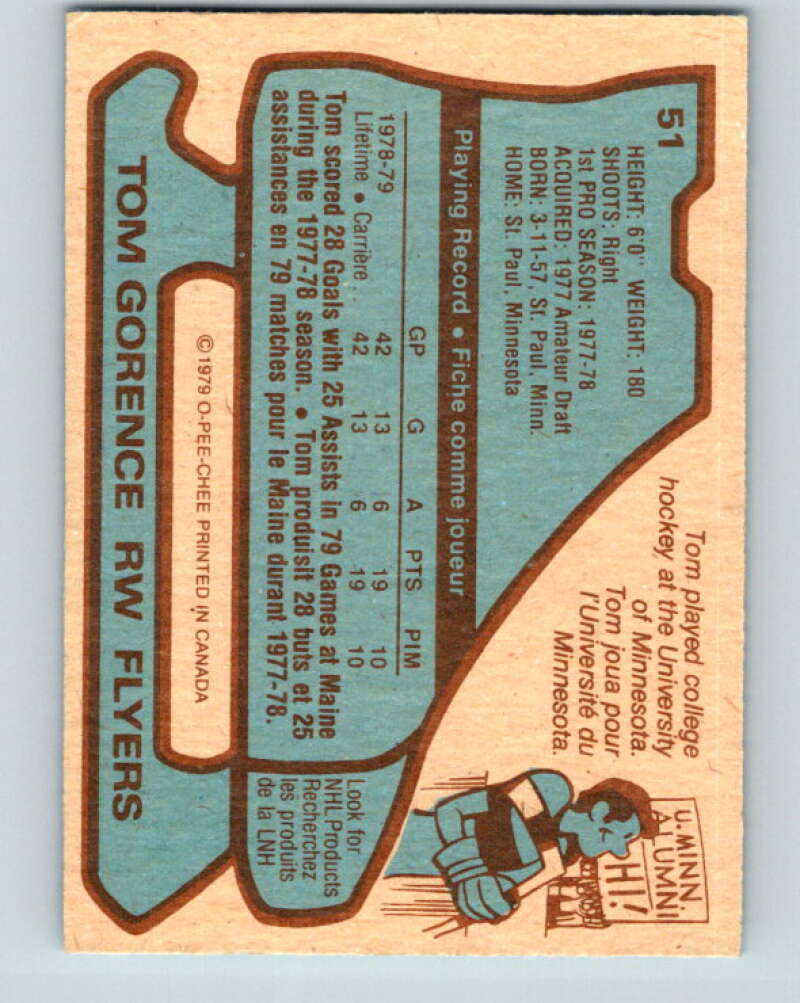 51
HEIGHT: 6'0" WEIGHT: 180
SHOOTS: Right
1st PRO SEASON: 1977-78
ACQUIRED: 1977 Amateur Draft
BORN: 3-11-57, St. Paul, Minn.
HOME: St. Paul, Minnesota
Tom played college
hockey at the University
of Minnesota.
Tom joua pour
l'Université du
Minnesota.
U. MINN.
ALUMNI
HI!
Playing Record • Fiche comme joueur
GP G A PTS PIM
1978-79 42 13 6 19 10
Lifetime • Carrière.. 42 13 6 19 10
Tom scored 28 Goals with 25 Assists in 79 Games at Maine
during the 1977-78 season. • Tom produisit 28 buts et 25
assistances en 79 matches pour le Maine durant 1977-78.
Look for
NHL Products
Recherchez
les produits
de la LNH
© 1979 O-PEE-CHEE PRINTED IN CANADA
TOM GORENCE RW FLYERS